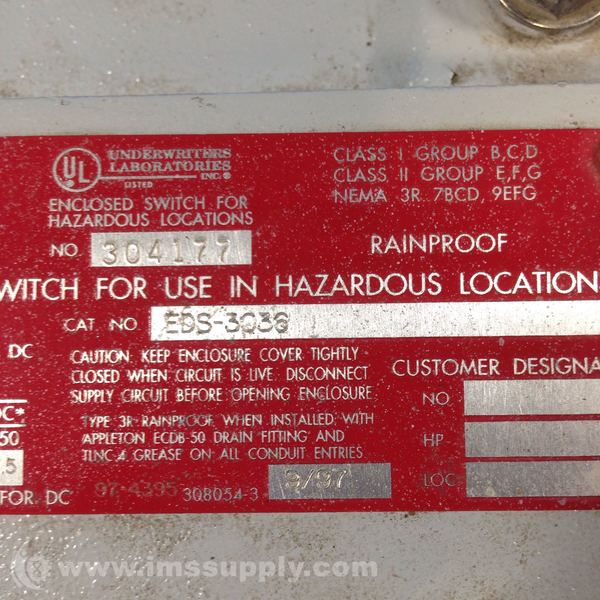 UL
UNDERWRITERS
LABORATORIES
INC.®
LISTED
ENCLOSED SWITCH FOR
HAZARDOUS LOCATIONS
NO 304177
CLASS I GROUP B,C,D
CLASS II GROUP E,F,G
NEMA 3R 7BCD, 9EFG
RAINPROOF
WITCH FOR USE IN HAZARDOUS LOCATION
CAT NO EDS-3036
DC
CAUTION: KEEP ENCLOSURE COVER TIGHTLY
CLOSED WHEN CIRCUIT IS LIVE. DISCONNECT
SUPPLY CIRCUIT BEFORE OPENING ENCLOSURE.
TYPE 3R-RAINPROOF WHEN INSTALLED WITH
APPLETON ECDB-50 DRAIN FITTING AND
TLNC-4 GREASE ON ALL CONDUIT ENTRIES
CUSTOMER DESIGNA
NO
HP
LOC
DC*
50
.5
FOR DC
97-4395
308054-3
9/97
© www.imssupply.com